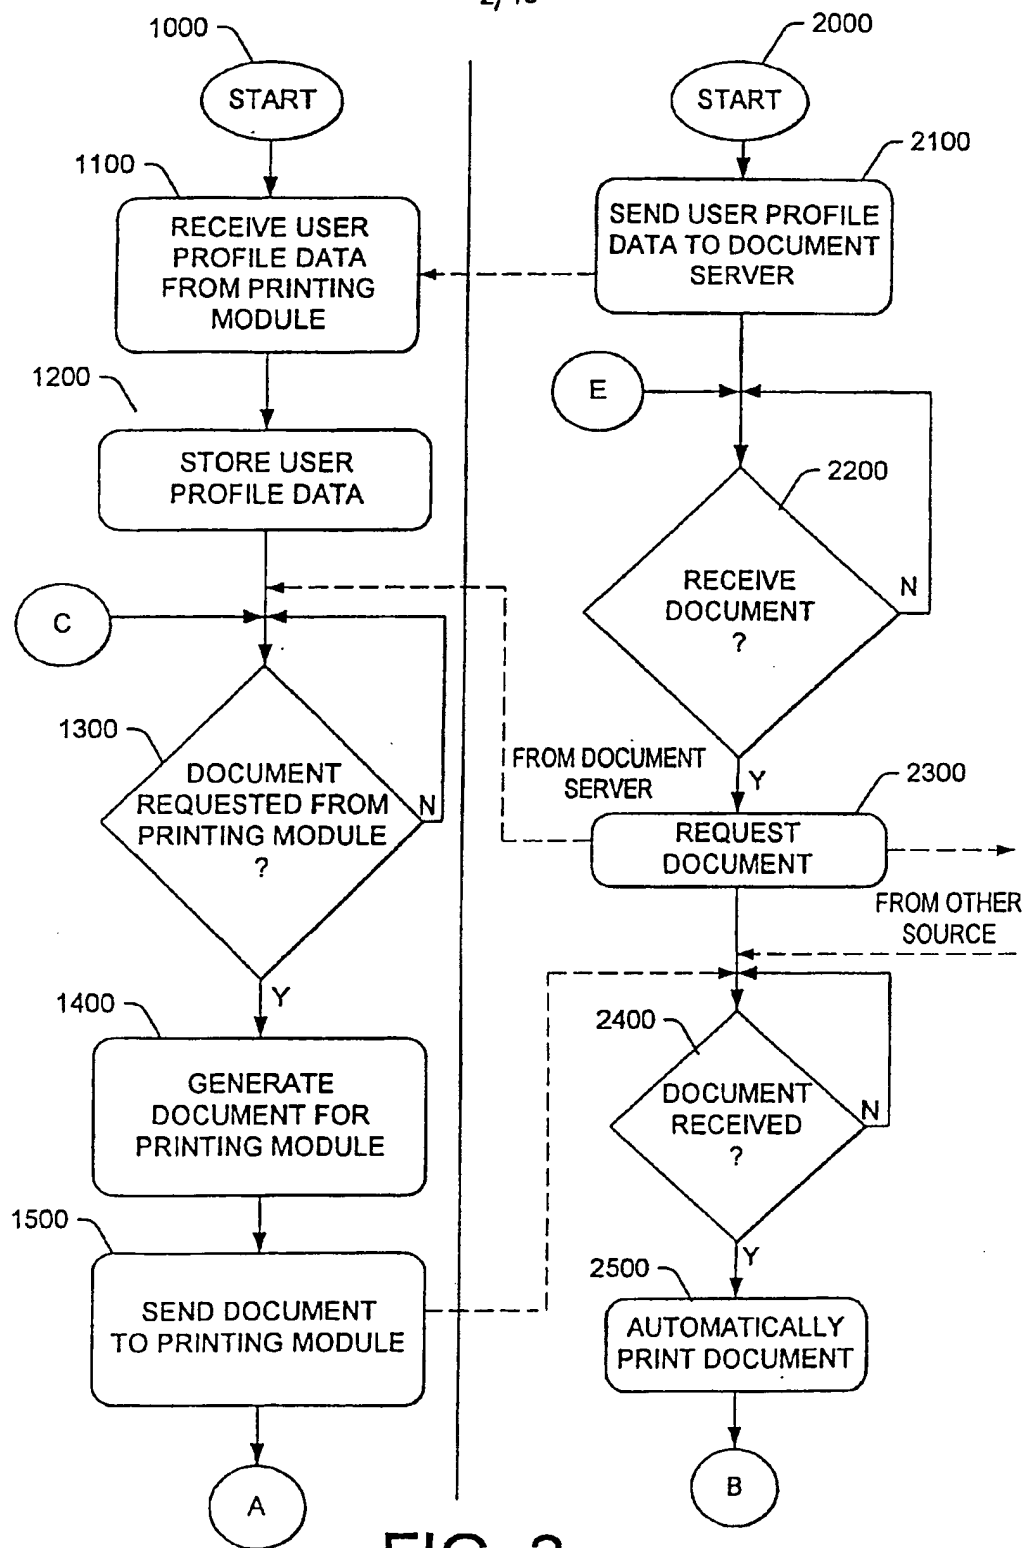 1000
START
1100
RECEIVE USER
PROFILE DATA
FROM PRINTING
MODULE
1200
STORE USER
PROFILE DATA
C
1300
DOCUMENT
REQUESTED FROM
PRINTING MODULE
?
N
Y
1400
GENERATE
DOCUMENT FOR
PRINTING MODULE
1500
SEND DOCUMENT
TO PRINTING MODULE
A
2000
START
2100
SEND USER PROFILE
DATA TO DOCUMENT
SERVER
E
2200
RECEIVE
DOCUMENT
?
N
Y
FROM DOCUMENT
SERVER
2300
REQUEST
DOCUMENT
FROM OTHER
SOURCE
2400
DOCUMENT
RECEIVED
?
N
Y
2500
AUTOMATICALLY
PRINT DOCUMENT
B
FIG.